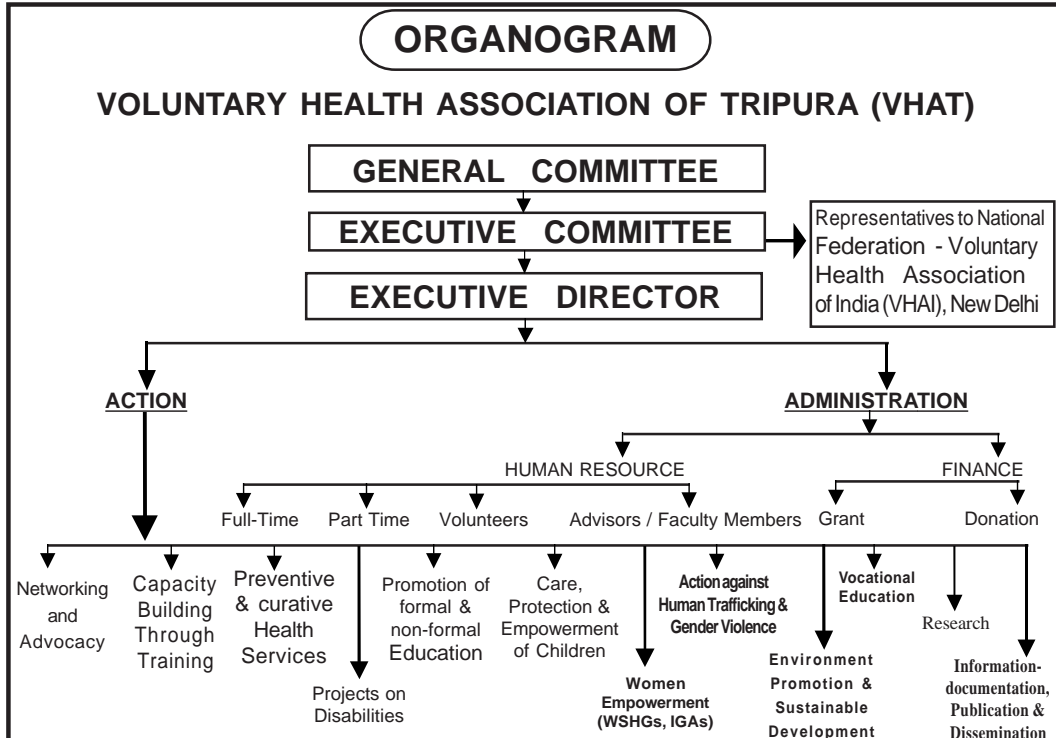 ORGANOGRAM
VOLUNTARY HEALTH ASSOCIATION OF TRIPURA (VHAT)
GENERAL COMMITTEE
EXECUTIVE COMMITTEE
Representatives to National
Federation - Voluntary
Health Association
of India (VHAI), New Delhi
EXECUTIVE DIRECTOR
ACTION
ADMINISTRATION
HUMAN RESOURCE
FINANCE
Full-Time
Part Time
Volunteers
Advisors / Faculty Members
Grant
Donation
Networking
and
Advocacy
Capacity
Building
Through
Training
Preventive
& curative
Health
Services
Projects on
Disabilities
Promotion of
formal &
non-formal
Education
Care,
Protection &
Empowerment
of Children
Women
Empowerment
(WSHGs, IGAs)
Action against
Human Trafficking &
Gender Violence
Environment
Promotion &
Sustainable
Development
Vocational
Education
Research
Information-
documentation,
Publication &
Dissemination